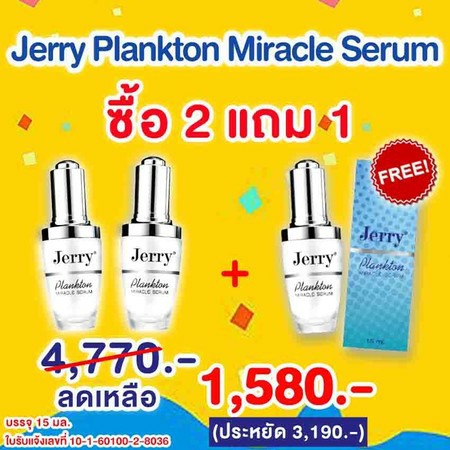 Jerry Plankton Miracle Serum
ซื้อ 2 แถม 1
FREE!
Jerry®
Plankton
MIRACLE SERUM
Jerry®
Plankton
MIRACLE SERUM
+
Jerry®
Plankton
MIRACLE SERUM
Jerry®
Plankton
MIRACLE SERUM
4,770.-
ลดเหลือ
1,580.-
(ประหยัด 3,190.-)
บรรจุ 15 มล.
ใบรับแจ้งเลขที่ 10-1-60100-2-8036